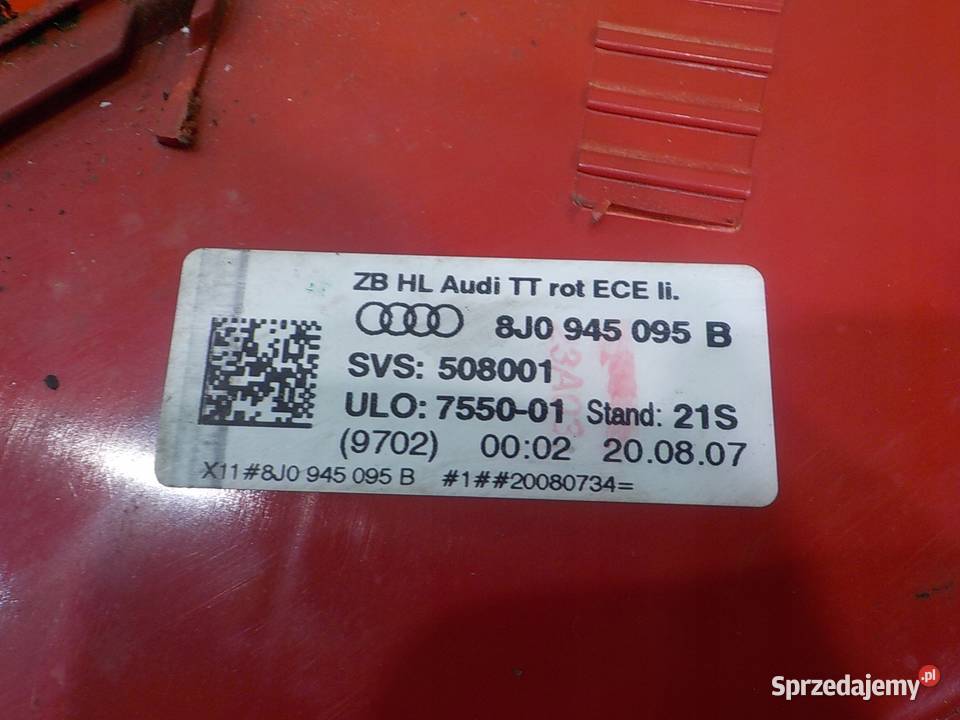 ZB HL Audi TT rot ECE li.
8J0 945 095 B
SVS: 508001
ULO: 7550-01 Stand: 21S
(9702) 00:02 20.08.07
X11#8J0 945 095 B #1##20080734=
Sprzedajemy.pl